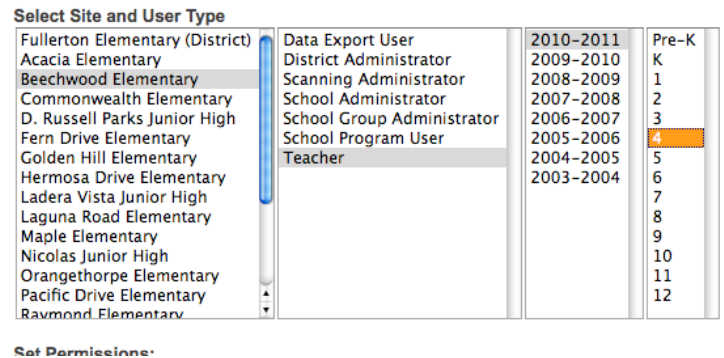 Select Site and User Type
Fullerton Elementary (District)
Acacia Elementary
Beechwood Elementary
Commonwealth Elementary
D. Russell Parks Junior High
Fern Drive Elementary
Golden Hill Elementary
Hermosa Drive Elementary
Ladera Vista Junior High
Laguna Road Elementary
Maple Elementary
Nicolas Junior High
Orangethorpe Elementary
Pacific Drive Elementary
Raymond Elementary
Data Export User
District Administrator
Scanning Administrator
School Administrator
School Group Administrator
School Program User
Teacher
2010-2011
2009-2010
2008-2009
2007-2008
2006-2007
2005-2006
2004-2005
2003-2004
Pre-K
K
1
2
3
4
5
6
7
8
9
10
11
12
Set Permissions: